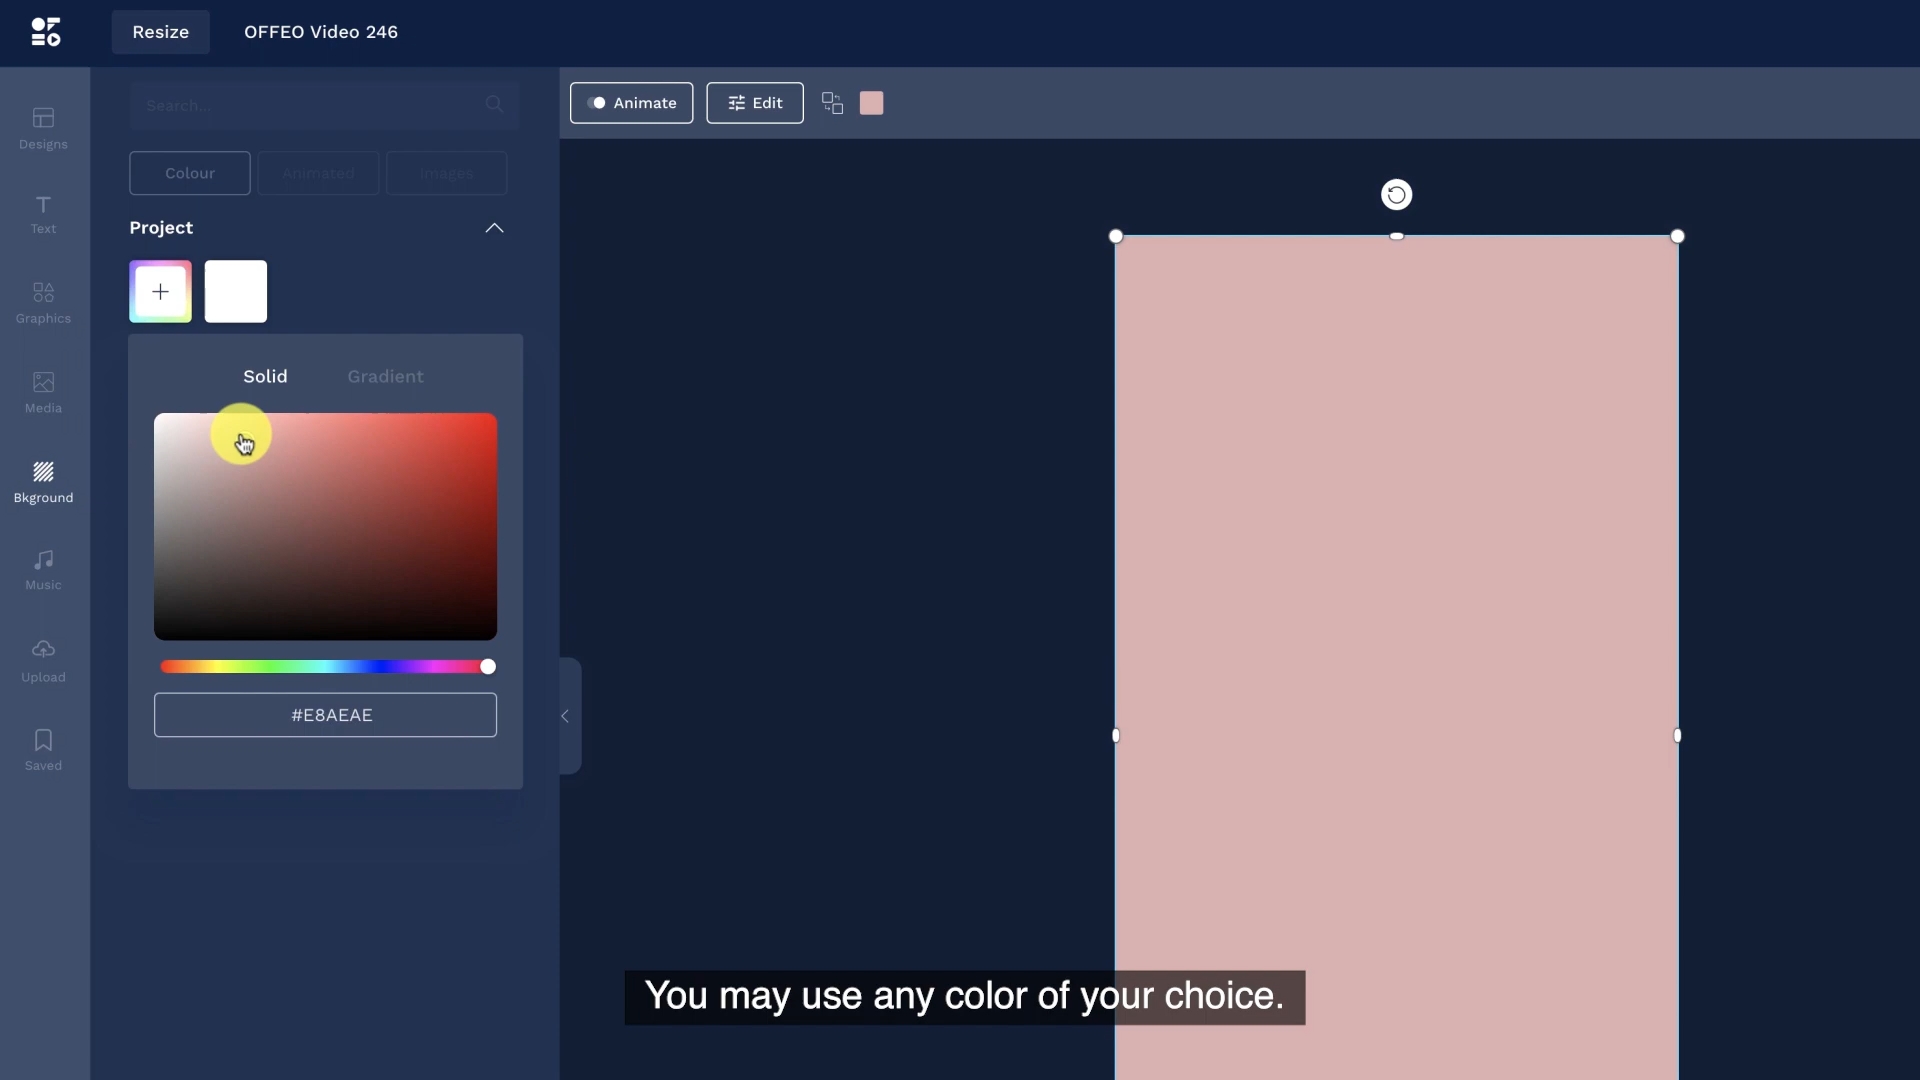 Resize
OFFEO Video 246
Search...
Animate
Edit
Designs
Colour
Animated
Images
Text
Project
Graphics
Solid
Gradient
Media
Bkground
Music
Upload
#E8AEAE
Saved
You may use any color of your choice.